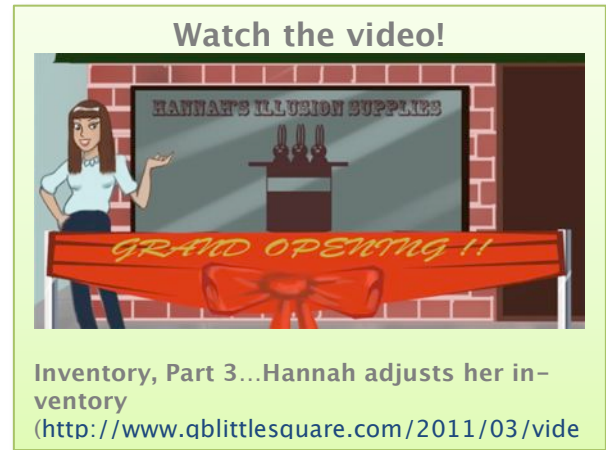 Watch the video!
HANNAH'S ILLUSION SUPPLIES
GRAND OPENING !!
Inventory, Part 3...Hannah adjusts her in-
ventory
(http://www.qblittlesquare.com/2011/03/vide